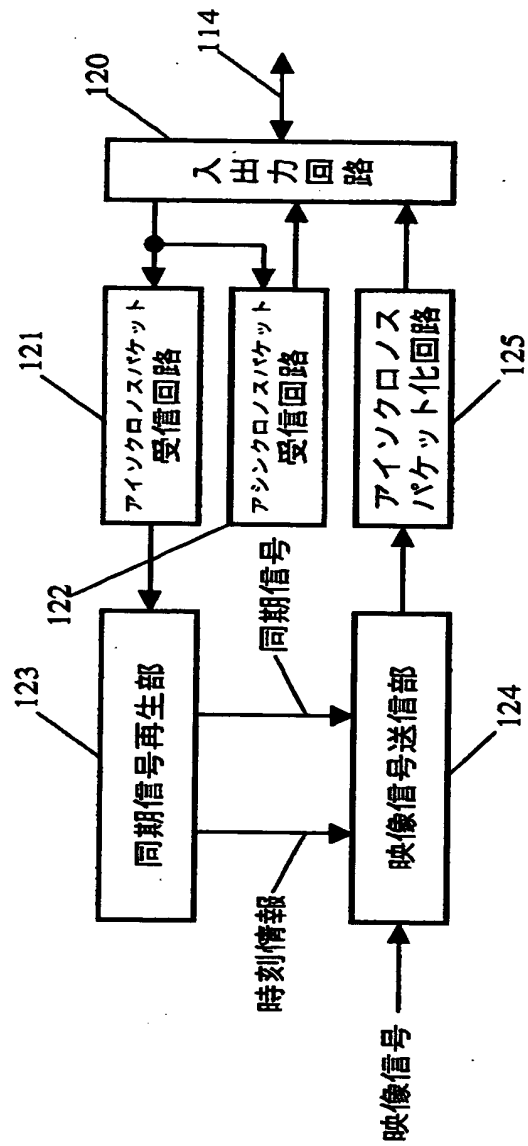 123
同期信号再生部
121
アイソクロノスパケット
受信回路
120
入出力回路
114
122
アシンクロノスパケット
受信回路
時刻情報
同期信号
映像信号
映像信号送信部
124
アイソクロノス
パケット化回路
125